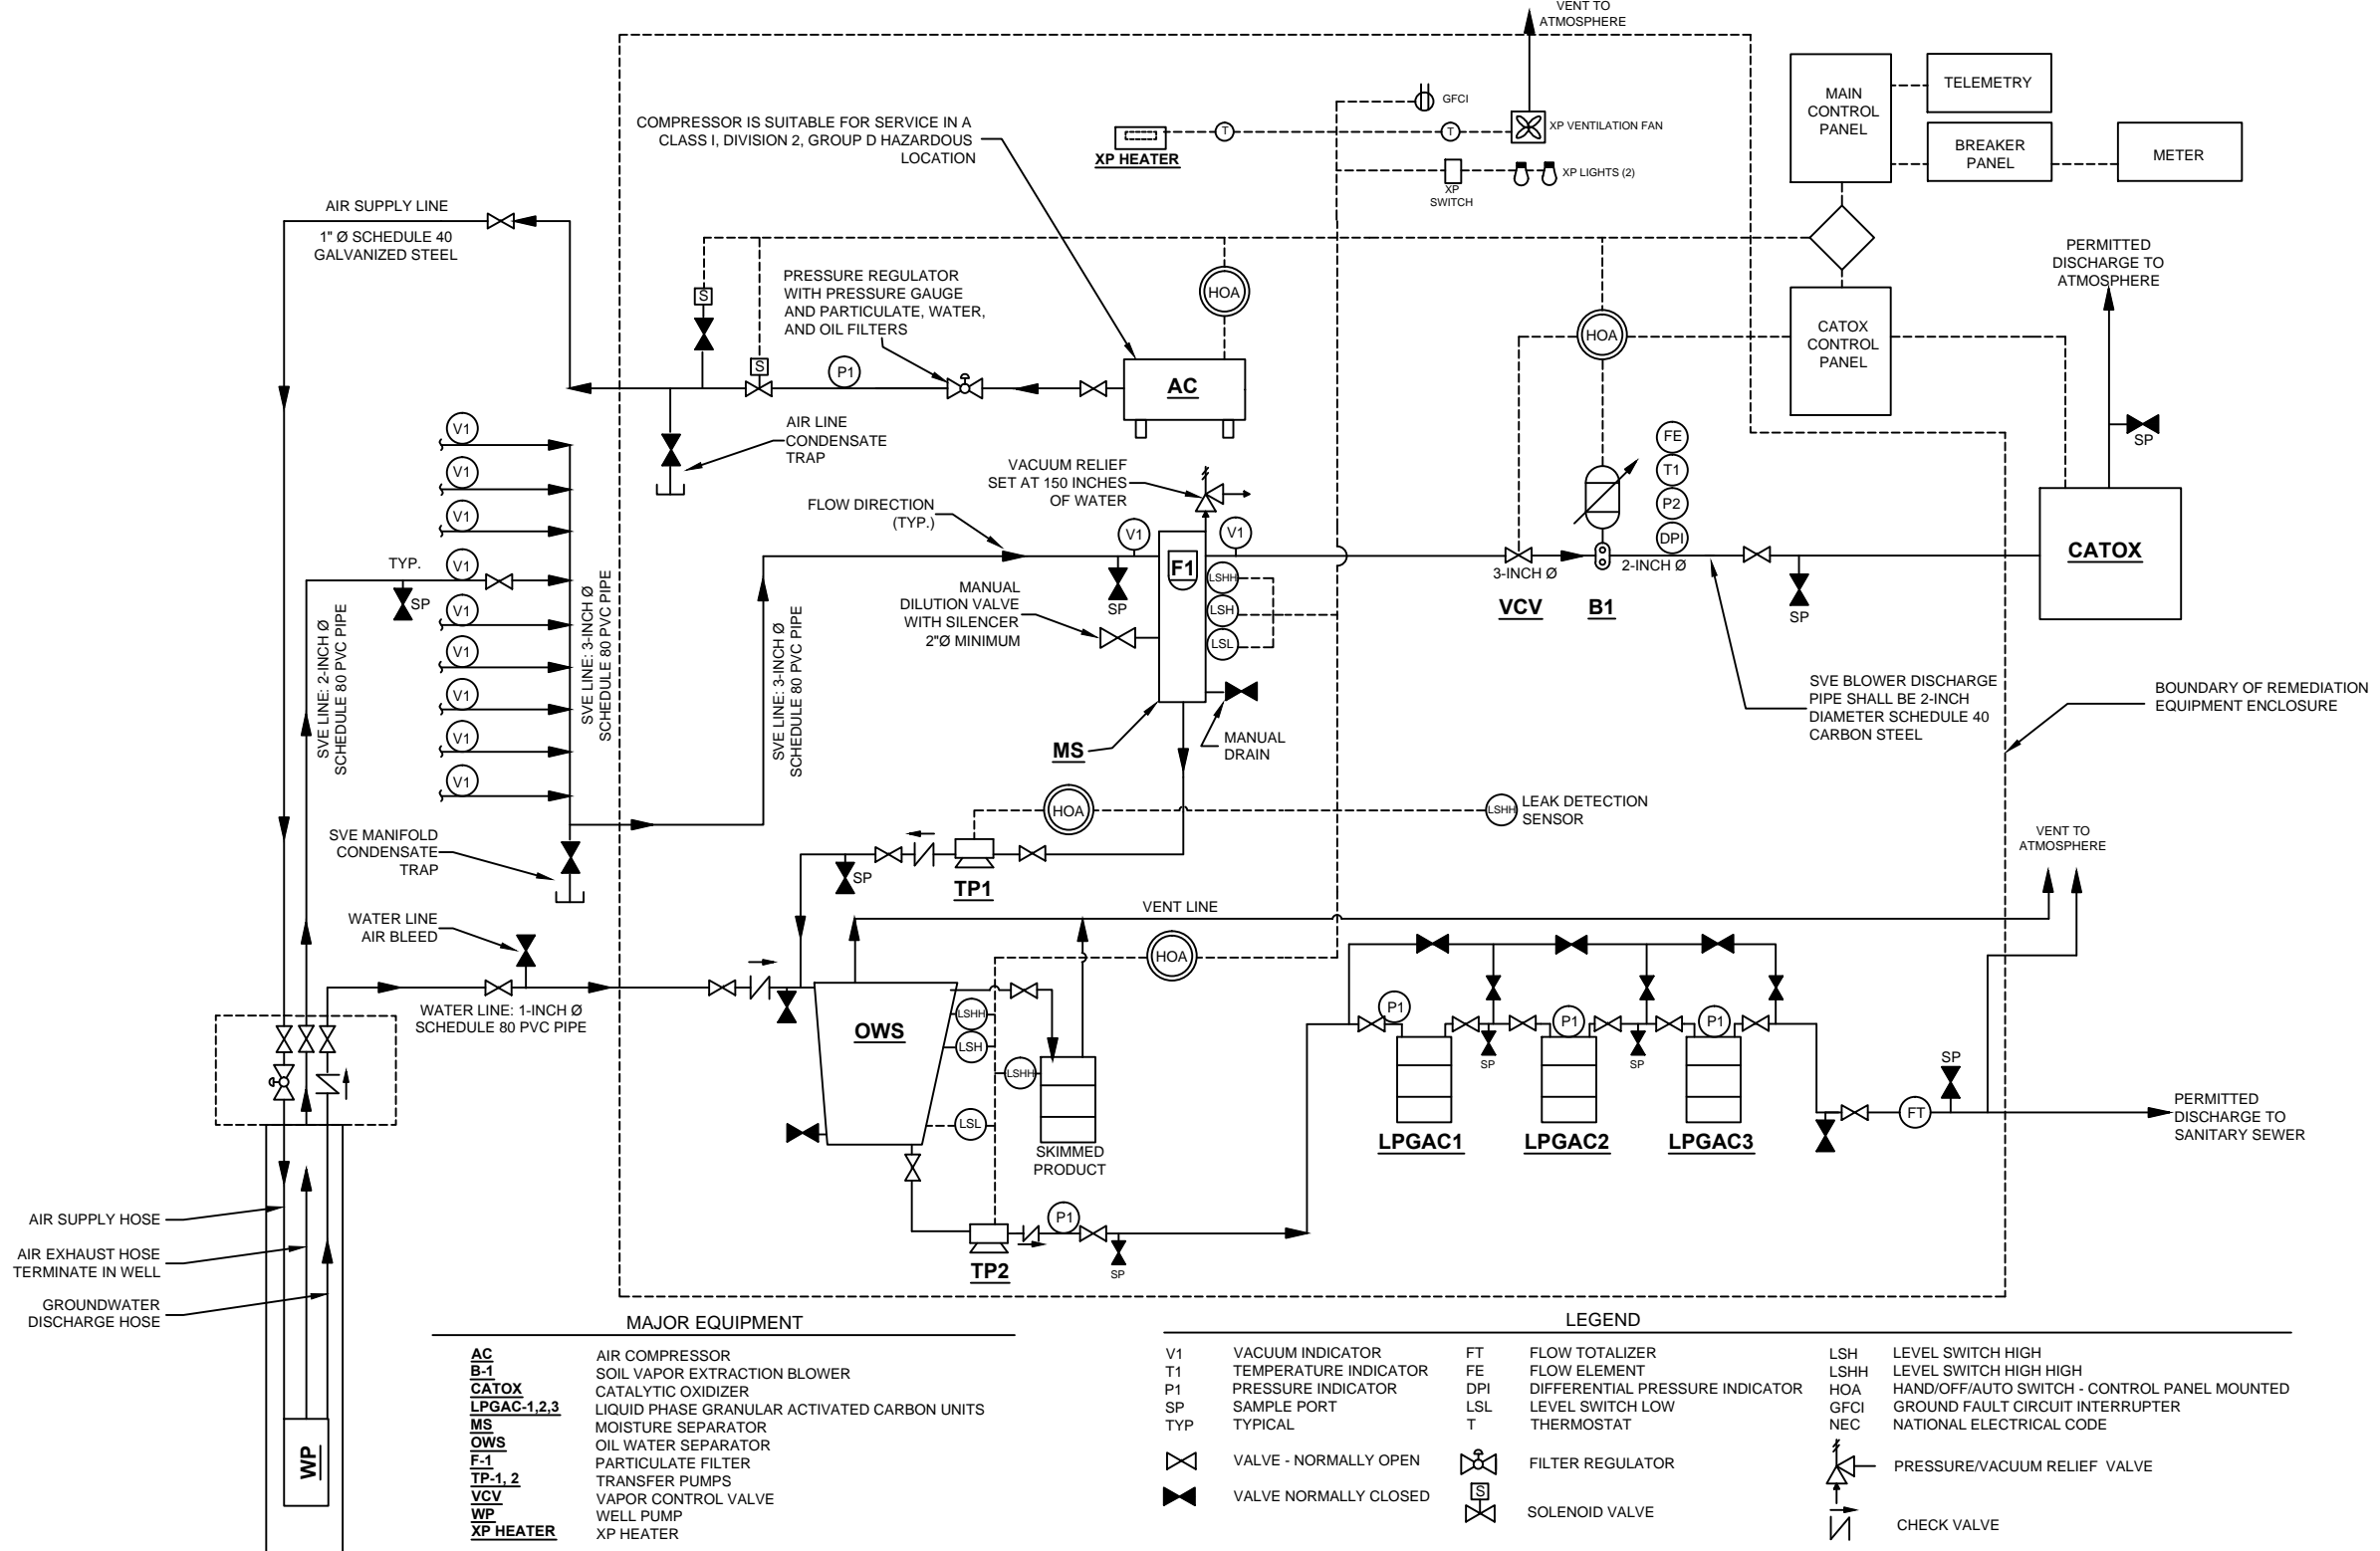 VENT TO
ATMOSPHERE
COMPRESSOR IS SUITABLE FOR SERVICE IN A
CLASS I, DIVISION 2, GROUP D HAZARDOUS
LOCATION
GFCI
T
T
XP VENTILATION FAN
XP HEATER
XP LIGHTS (2)
XP
SWITCH
MAIN
CONTROL
PANEL
TELEMETRY
BREAKER
PANEL
METER
AIR SUPPLY LINE
1" Ø SCHEDULE 40
GALVANIZED STEEL
PRESSURE REGULATOR
WITH PRESSURE GAUGE
AND PARTICULATE, WATER,
AND OIL FILTERS
S
S
P1
HOA
AC
HOA
CATOX
CONTROL
PANEL
PERMITTED
DISCHARGE TO
ATMOSPHERE
SP
AIR LINE
CONDENSATE
TRAP
V1
V1
V1
V1
V1
V1
V1
V1
V1
TYP.
SP
SVE LINE: 2-INCH Ø
SCHEDULE 80 PVC PIPE
SVE LINE: 3-INCH Ø
SCHEDULE 80 PVC PIPE
SVE LINE: 3-INCH Ø
SCHEDULE 80 PVC PIPE
FLOW DIRECTION
(TYP.)
VACUUM RELIEF
SET AT 150 INCHES
OF WATER
V1
V1
SP
F1
LSHH
LSH
LSL
MANUAL
DILUTION VALVE
WITH SILENCER
2"Ø MINIMUM
MS
MANUAL
DRAIN
3-INCH Ø
VCV
B1
2-INCH Ø
FE
T1
P2
DPI
SP
CATOX
SVE BLOWER DISCHARGE
PIPE SHALL BE 2-INCH
DIAMETER SCHEDULE 40
CARBON STEEL
BOUNDARY OF REMEDIATION
EQUIPMENT ENCLOSURE
SVE MANIFOLD
CONDENSATE
TRAP
HOA
LSHH
LEAK DETECTION
SENSOR
SP
TP1
VENT TO
ATMOSPHERE
WATER LINE
AIR BLEED
VENT LINE
HOA
WATER LINE: 1-INCH Ø
SCHEDULE 80 PVC PIPE
OWS
LSHH
LSH
LSHH
LSL
SKIMMED
PRODUCT
P1
P1
P1
SP
SP
LPGAC1
LPGAC2
LPGAC3
SP
FT
PERMITTED
DISCHARGE TO
SANITARY SEWER
TP2
P1
SP
AIR SUPPLY HOSE
AIR EXHAUST HOSE
TERMINATE IN WELL
GROUNDWATER
DISCHARGE HOSE
WP
MAJOR EQUIPMENT
AC AIR COMPRESSOR
B-1 SOIL VAPOR EXTRACTION BLOWER
CATOX CATALYTIC OXIDIZER
LPGAC-1,2,3 LIQUID PHASE GRANULAR ACTIVATED CARBON UNITS
MS MOISTURE SEPARATOR
OWS OIL WATER SEPARATOR
F-1 PARTICULATE FILTER
TP-1, 2 TRANSFER PUMPS
VCV VAPOR CONTROL VALVE
WP WELL PUMP
XP HEATER XP HEATER
LEGEND
V1 VACUUM INDICATOR
T1 TEMPERATURE INDICATOR
P1 PRESSURE INDICATOR
SP SAMPLE PORT
TYP TYPICAL
VALVE - NORMALLY OPEN
VALVE NORMALLY CLOSED
FT FLOW TOTALIZER
FE FLOW ELEMENT
DPI DIFFERENTIAL PRESSURE INDICATOR
LSL LEVEL SWITCH LOW
T THERMOSTAT
FILTER REGULATOR
S
SOLENOID VALVE
LSH LEVEL SWITCH HIGH
LSHH LEVEL SWITCH HIGH HIGH
HOA HAND/OFF/AUTO SWITCH - CONTROL PANEL MOUNTED
GFCI GROUND FAULT CIRCUIT INTERRUPTER
NEC NATIONAL ELECTRICAL CODE
PRESSURE/VACUUM RELIEF VALVE
CHECK VALVE